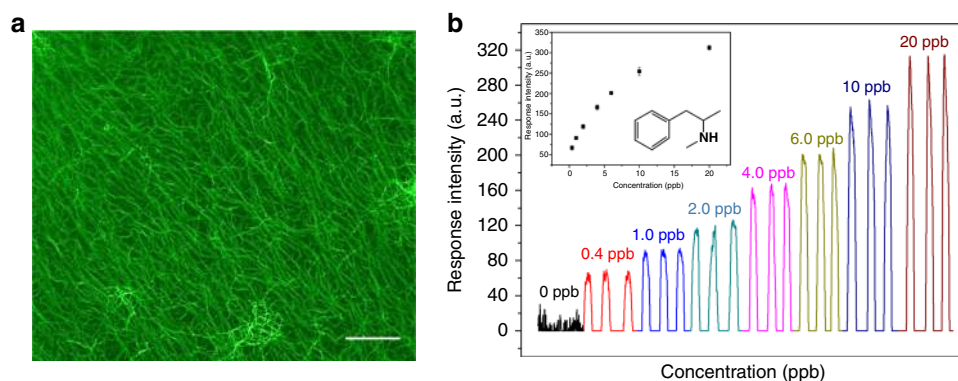 a
b
Response intensity (a.u.)
320
280
240
200
160
120
80
40
0
0 ppb
0.4 ppb
1.0 ppb
2.0 ppb
4.0 ppb
6.0 ppb
10 ppb
20 ppb
Concentration (ppb)
Response intensity (a.u.)
350
300
250
200
150
100
50
0
5
10
15
20
Concentration (ppb)
NH